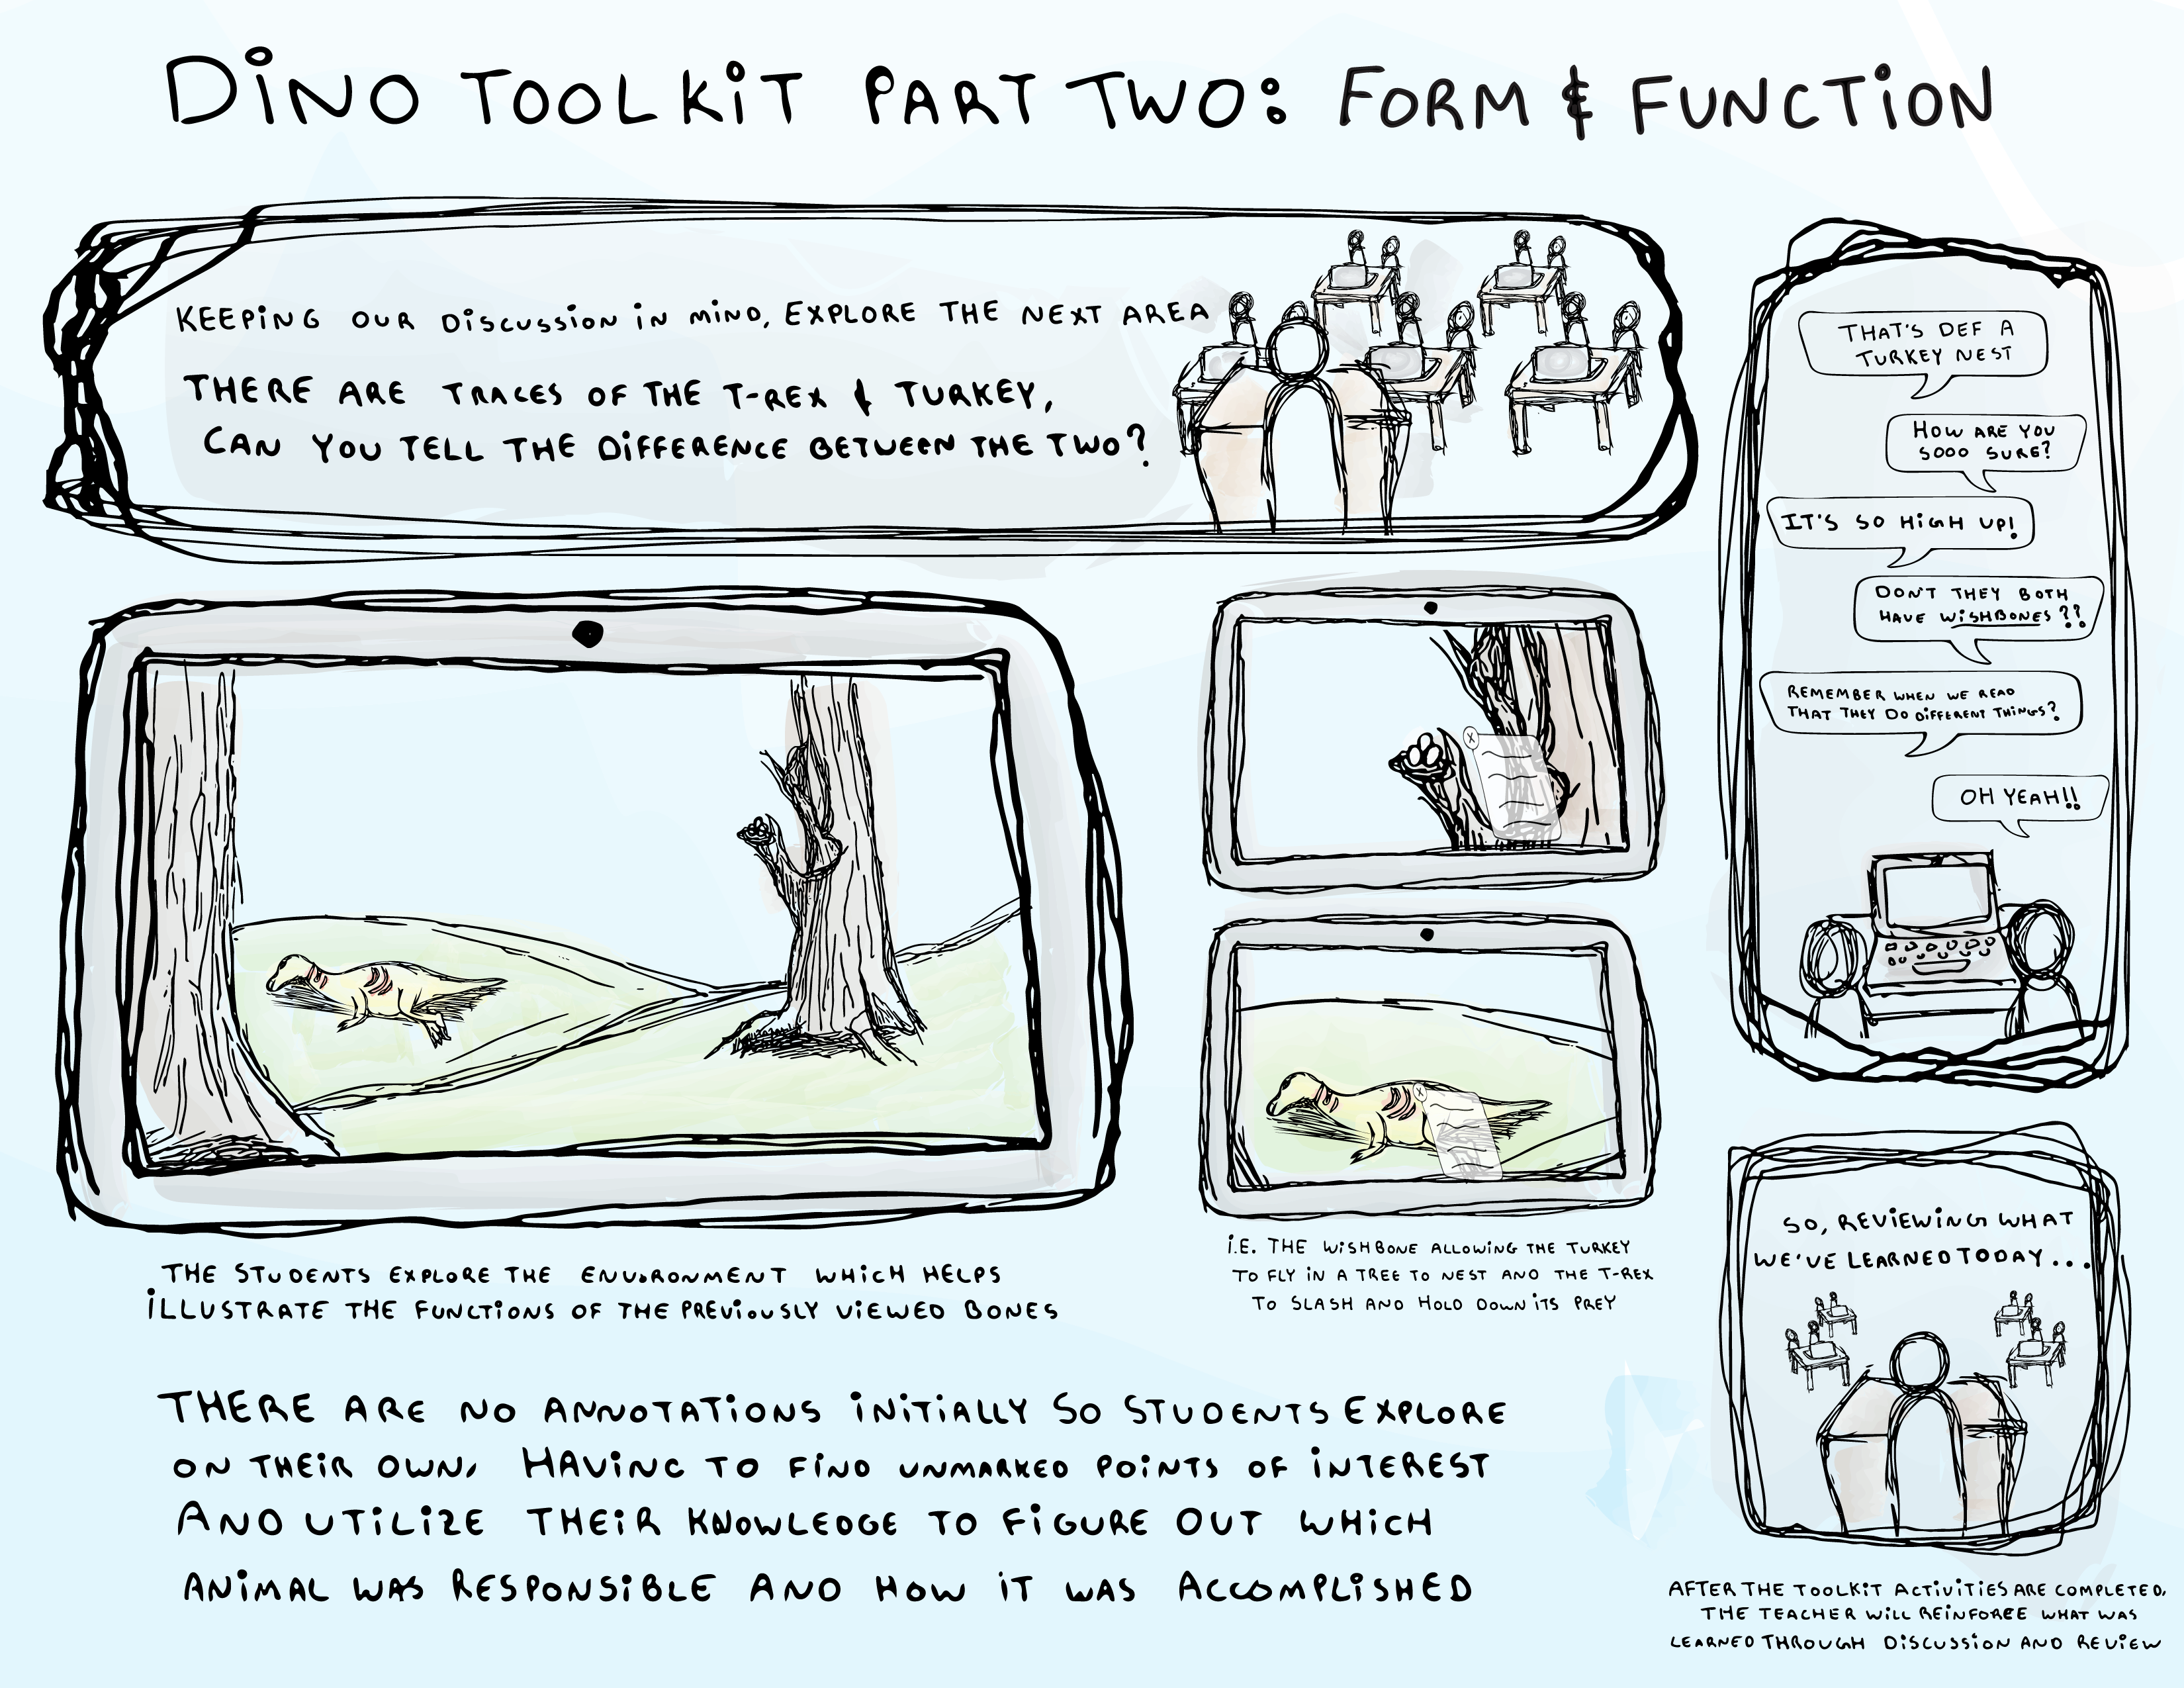 DiNO TOOLKiT PART TWO: FORM & FUNCTiON
KEEPiNG OUR DiSCUSSiON iN MiND, EXPLORE THE NEXT AREA
THERE ARE TRACES OF THE T-REX & TURKEY,
CAN YOU TELL THE DiFFERENCE BETWEEN THE TWO?
THAT'S DEF A
TURKEY NEST
HOW ARE YOU
SOOO SURE?
IT'S SO HiGH UP!
DON'T THEY BOTH
HAVE WiSHBONES??
REMEMBER WHEN WE READ
THAT THEY DO DiFFERENT THiNGS?
OH YEAH!!
X
X
THE STUDENTS EXPLORE THE ENViRONMENT WHiCH HELPS
iLLUSTRATE THE FUNCTiONS OF THE PREViOUSLY ViEWED BONES
i.E. THE WiSHBONE ALLOWiNG THE TURKEY
TO FLY iN A TREE TO NEST AND THE T-REX
TO SLASH AND HOLD DOWN iTS PREY
THERE ARE NO ANNOTATiONS iNiTiALLY SO STUDENTS EXPLORE
ON THEiR OWN, HAViNG TO FiND UNMARKED POiNTS OF iNTEREST
AND UTiLiZE THEiR KNOWLEDGE TO FiGURE OUT WHiCH
ANiMAL WAS RESPONSiBLE AND HOW iT WAS ACCOMPLiSHED
SO, REViEWiNG WHAT
WE'VE LEARNED TODAY...
AFTER THE TOOLKiT ACTiViTiES ARE COMPLETED,
THE TEACHER WiLL REiNFORCE WHAT WAS
LEARNED THROUGH DiSCUSSiON AND REViEW